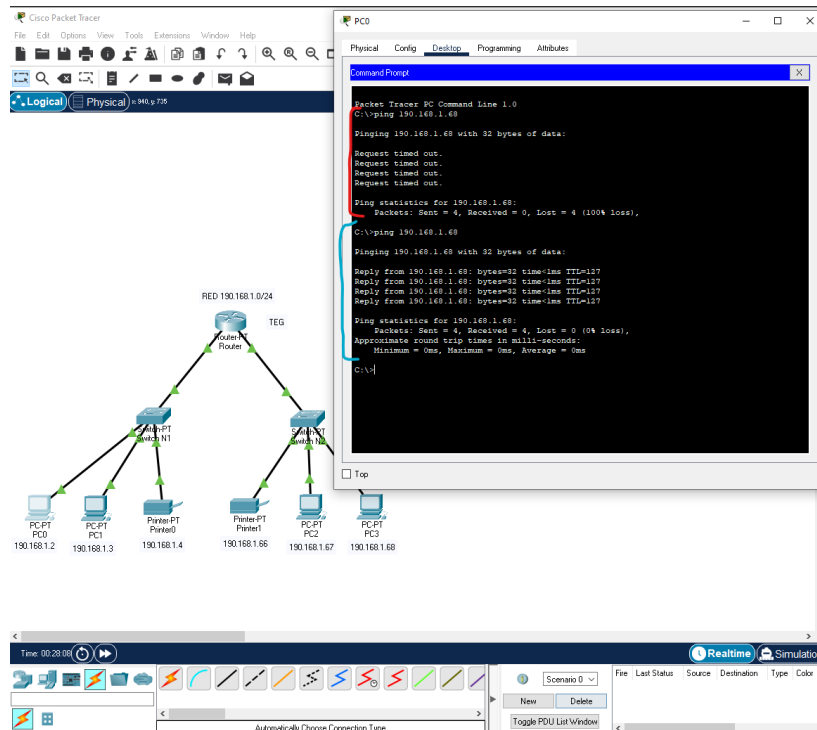 Cisco Packet Tracer
File Edit Options View Tools Extensions Window Help
Logical Physical x: 940, y: 735
PC0
Physical Config Desktop Programming Attributes
Command Prompt X
Packet Tracer PC Command Line 1.0
C:\>ping 190.168.1.68
Pinging 190.168.1.68 with 32 bytes of data:
Request timed out.
Request timed out.
Request timed out.
Request timed out.
Ping statistics for 190.168.1.68:
Packets: Sent = 4, Received = 0, Lost = 4 (100% loss),
C:\>ping 190.168.1.68
Pinging 190.168.1.68 with 32 bytes of data:
Reply from 190.168.1.68: bytes=32 time<1ms TTL=127
Reply from 190.168.1.68: bytes=32 time<1ms TTL=127
Reply from 190.168.1.68: bytes=32 time<1ms TTL=127
Reply from 190.168.1.68: bytes=32 time<1ms TTL=127
Ping statistics for 190.168.1.68:
Packets: Sent = 4, Received = 4, Lost = 0 (0% loss),
Approximate round trip times in milli-seconds:
Minimum = 0ms, Maximum = 0ms, Average = 0ms
C:\>
Top
RED 190.168.1.0/24
TEG
Router-PT
Router
Switch-PT
Switch N1
Switch-PT
Switch N2
PC-PT
PC0
190.168.1.2
PC-PT
PC1
190.168.1.3
Printer-PT
Printer0
190.168.1.4
Printer-PT
Printer1
190.168.1.66
PC-PT
PC2
190.168.1.67
PC-PT
PC3
190.168.1.68
Time: 00:28:08
Realtime Simulatio
Scenario 0
New Delete
Toggle PDU List Window
Fire Last Status Source Destination Type Color
Automatically Choose Connection Type